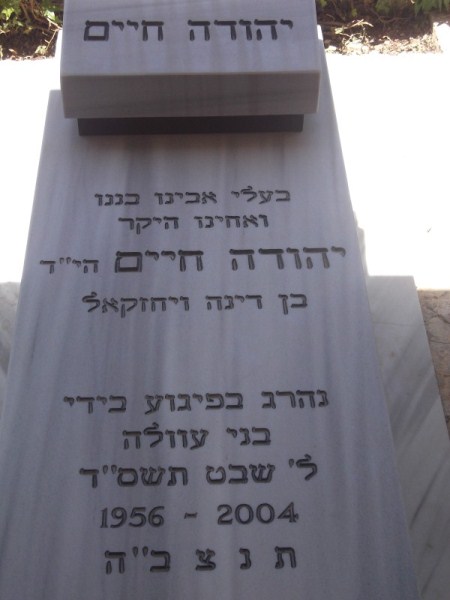 יהודה חיים
בעלי אבינו בננו
ואחינו היקר
יהודה חיים הי"ד
בן דינה ויחזקאל
נהרג בפיגוע בידי
בני עוולה
ל' שבט תשס"ד
1956 - 2004
ת נ צ ב"ה